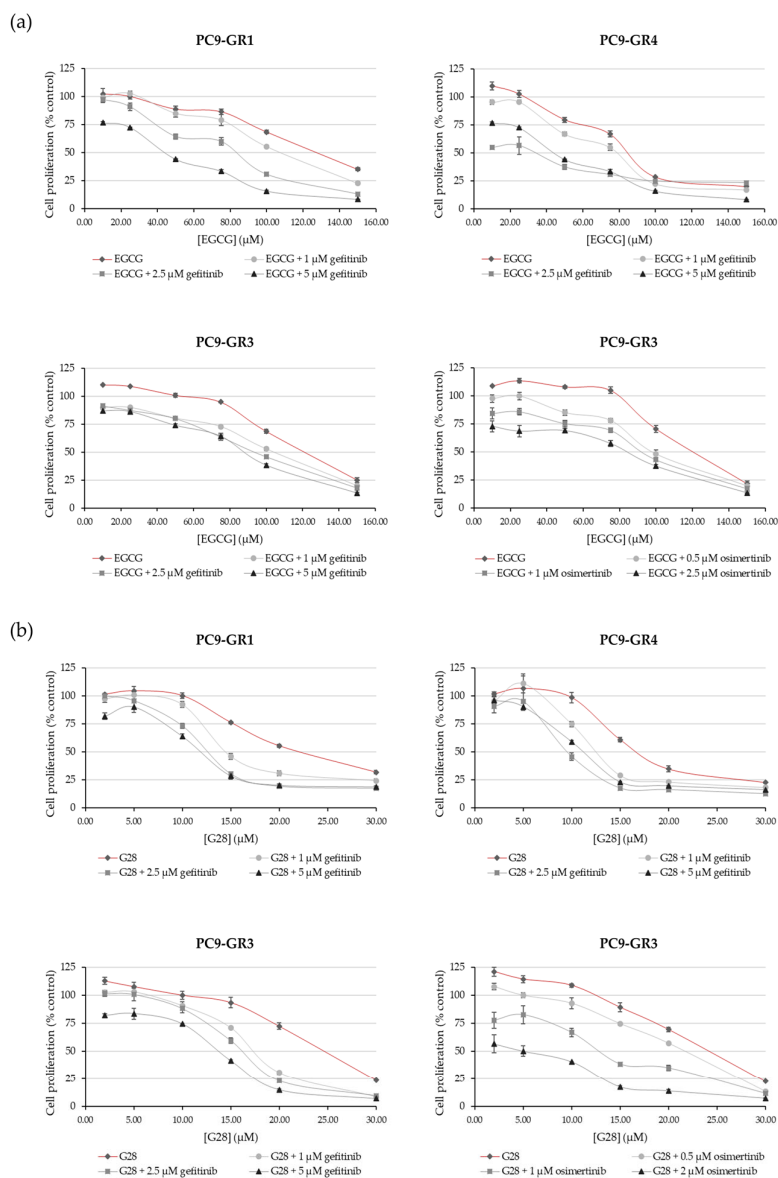 (a)
PC9-GR1
Cell proliferation (% control)
125
100
75
50
25
0
0.00 20.00 40.00 60.00 80.00 100.00 120.00 140.00 160.00
[EGCG] (µM)
EGCG EGCG + 1 µM gefitinib
EGCG + 2.5 µM gefitinib EGCG + 5 µM gefitinib
PC9-GR4
Cell proliferation (% control)
125
100
75
50
25
0
0.00 20.00 40.00 60.00 80.00 100.00 120.00 140.00 160.00
[EGCG] (µM)
EGCG EGCG + 1 µM gefitinib
EGCG + 2.5 µM gefitinib EGCG + 5 µM gefitinib
PC9-GR3
Cell proliferation (% control)
125
100
75
50
25
0
0.00 20.00 40.00 60.00 80.00 100.00 120.00 140.00 160.00
[EGCG] (µM)
EGCG EGCG + 1 µM gefitinib
EGCG + 2.5 µM gefitinib EGCG + 5 µM gefitinib
PC9-GR3
Cell proliferation (% control)
125
100
75
50
25
0
0.00 20.00 40.00 60.00 80.00 100.00 120.00 140.00 160.00
[EGCG] (µM)
EGCG EGCG + 0.5 µM osimertinib
EGCG + 1 µM osimertinib EGCG + 2.5 µM osimertinib
(b)
PC9-GR1
Cell proliferation (% control)
125
100
75
50
25
0
0.00 5.00 10.00 15.00 20.00 25.00 30.00
[G28] (µM)
G28 G28 + 1 µM gefitinib
G28 + 2.5 µM gefitinib G28 + 5 µM gefitinib
PC9-GR4
Cell proliferation (% control)
125
100
75
50
25
0
0.00 5.00 10.00 15.00 20.00 25.00 30.00
[G28] (µM)
G28 G28 + 1 µM gefitinib
G28 + 2.5 µM gefitinib G28 + 5 µM gefitinib
PC9-GR3
Cell proliferation (% control)
125
100
75
50
25
0
0.00 5.00 10.00 15.00 20.00 25.00 30.00
[G28] (µM)
G28 G28 + 1 µM gefitinib
G28 + 2.5 µM gefitinib G28 + 5 µM gefitinib
PC9-GR3
Cell proliferation (% control)
125
100
75
50
25
0
0.00 5.00 10.00 15.00 20.00 25.00 30.00
[G28] (µM)
G28 G28 + 0.5 µM osimertinib
G28 + 1 µM osimertinib G28 + 2 µM osimertinib